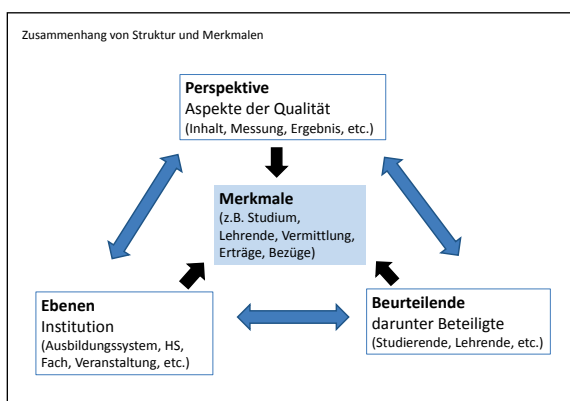 Zusammenhang von Struktur und Merkmalen
Perspektive
Aspekte der Qualität
(Inhalt, Messung, Ergebnis, etc.)
Merkmale
(z.B. Studium,
Lehrende, Vermittlung,
Erträge, Bezüge)
Ebenen
Institution
(Ausbildungssystem, HS,
Fach, Veranstaltung, etc.)
Beurteilende
darunter Beteiligte
(Studierende, Lehrende, etc.)